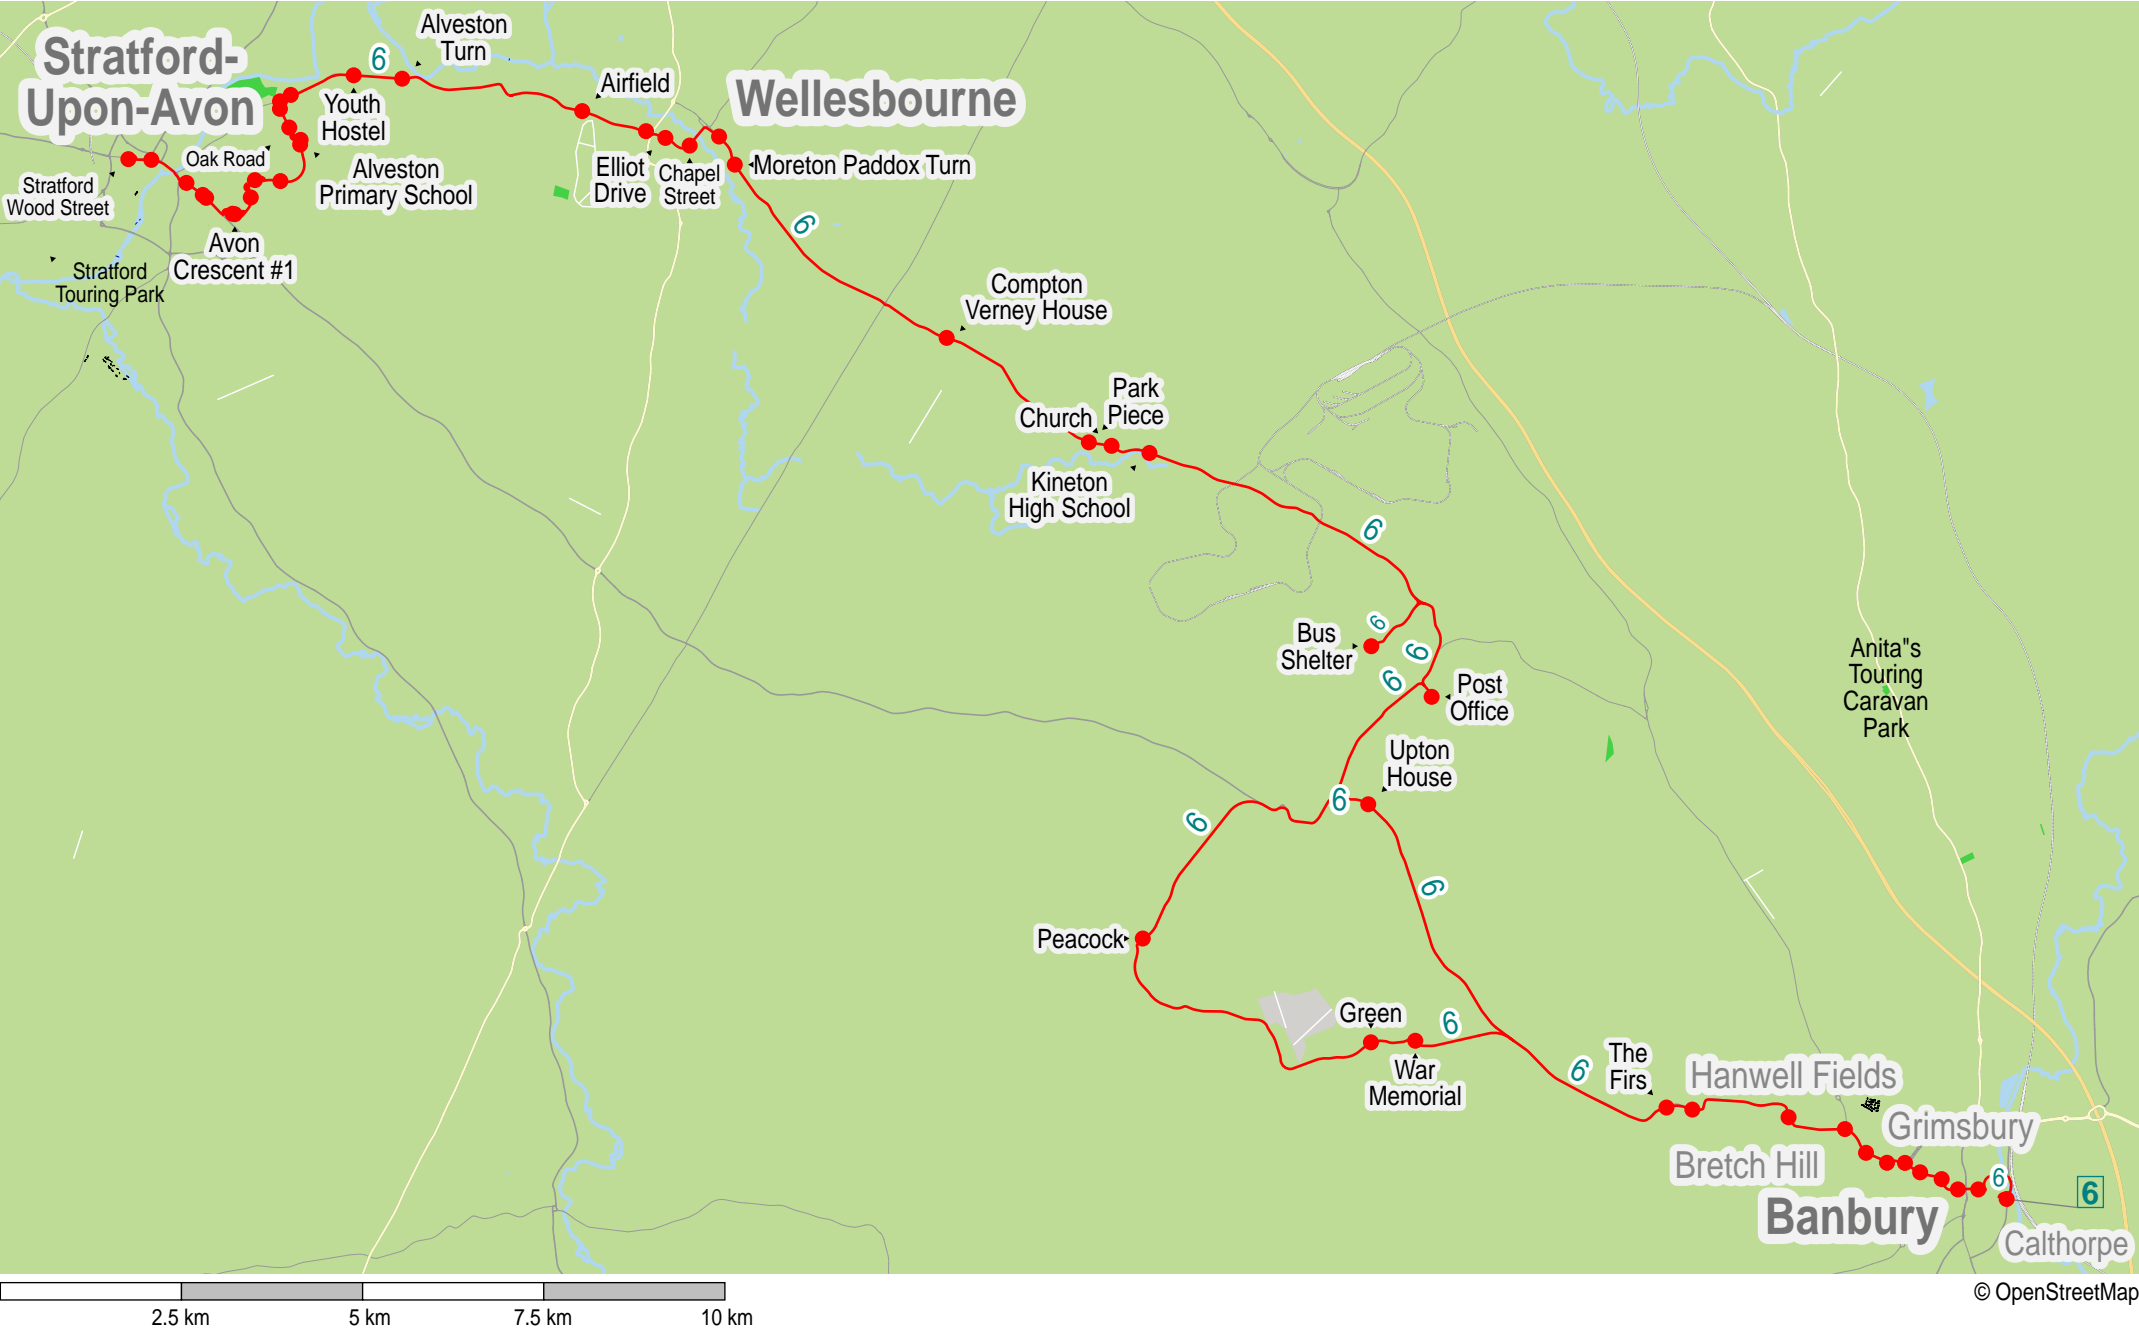 Stratford-
Upon-Avon
6
Alveston
Turn
Youth
Hostel
Airfield
Wellesbourne
Oak Road
Alveston
Primary School
Stratford
Wood Street
Elliot
Drive
Chapel
Street
Moreton Paddox Turn
Avon
Crescent #1
Stratford
Touring Park
6
Compton
Verney House
Park
Piece
Church
Kineton
High School
6
Bus
Shelter
6
6
6
Post
Office
Anita"s
Touring
Caravan
Park
Upton
House
6
6
6
Peacock
Green
6
War
Memorial
6
The
Firs
Hanwell Fields
Grimsbury
Bretch Hill
6
6
Banbury
Calthorpe
2.5 km
5 km
7.5 km
10 km
© OpenStreetMap